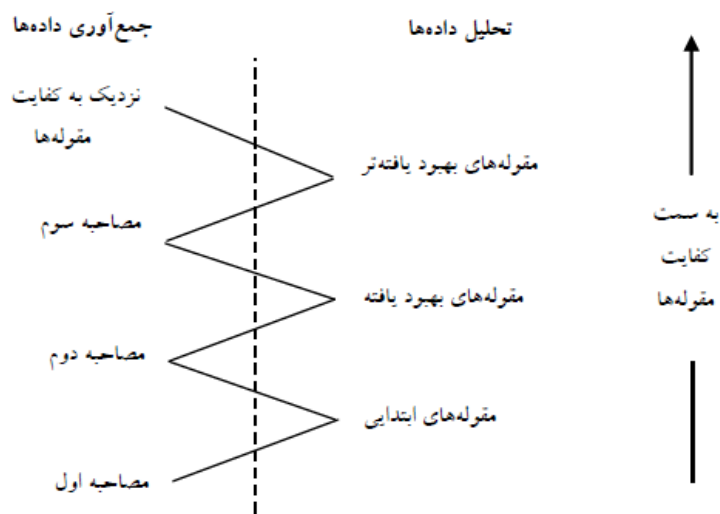 جمع‌آوری داده‌ها
تحلیل داده‌ها
نزدیک به کفایت
مقوله‌ها
مقوله‌های بهبود یافته‌تر
به سمت
کفایت
مقوله‌ها
مصاحبه سوم
مقوله‌های بهبود یافته
مصاحبه دوم
مقوله‌های ابتدایی
مصاحبه اول